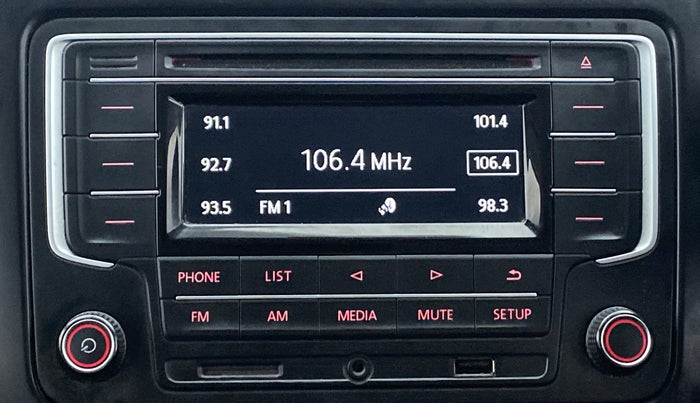 91.1 101.4
92.7 106.4 MHz 106.4
93.5 FM 1 98.3
PHONE LIST
FM AM MEDIA MUTE SETUP